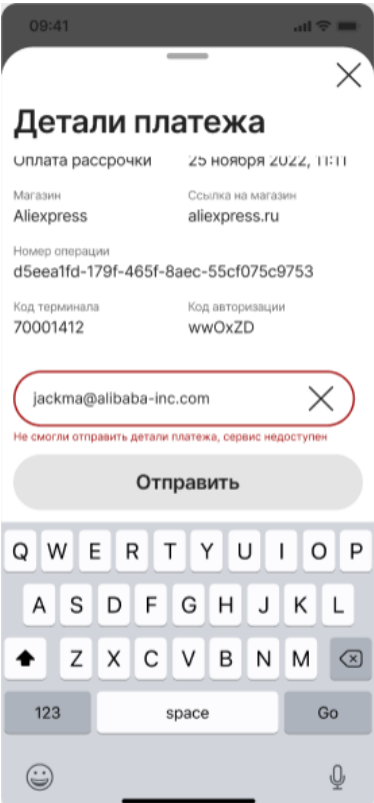 09:41
Детали платежа
Оплата рассрочки 25 ноября 2022, 11:11
Магазин Ссылка на магазин
Aliexpress aliexpress.ru
Номер операции
d5eea1fd-179f-465f-8aec-55cf075c9753
Код терминала Код авторизации
70001412 wwOxZD
jackma@alibaba-inc.com
Не смогли отправить детали платежа, сервис недоступен
Отправить
Q W E R T Y U I O P
A S D F G H J K L
Z X C V B N M
123 space Go